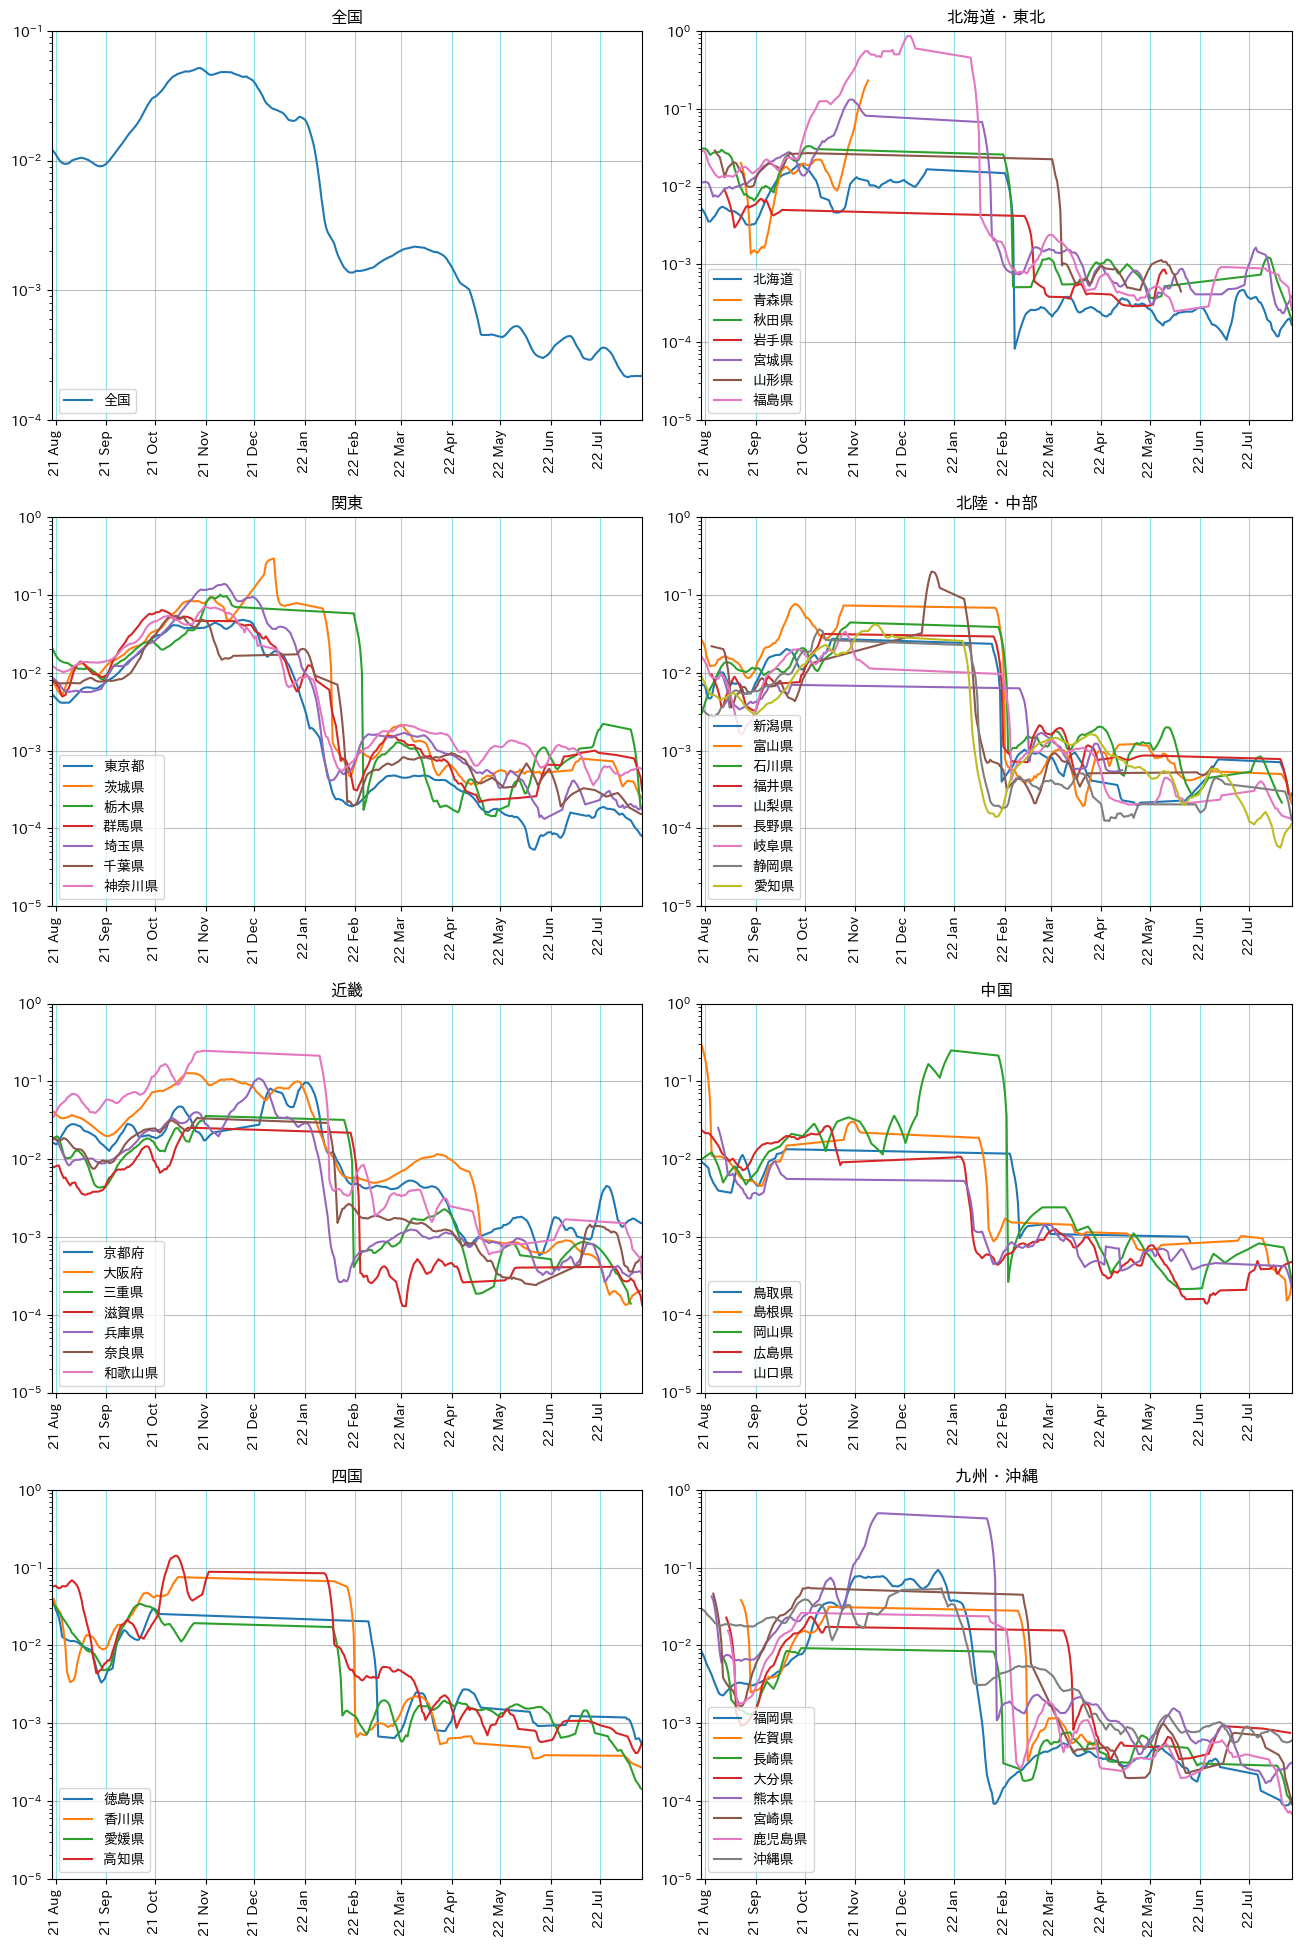 全国
10⁻¹
10⁻²
10⁻³
10⁻⁴
全国
21 Aug
21 Sep
21 Oct
21 Nov
21 Dec
22 Jan
22 Feb
22 Mar
22 Apr
22 May
22 Jun
22 Jul
北海道・東北
10⁰
10⁻¹
10⁻²
10⁻³
10⁻⁴
10⁻⁵
北海道
青森県
秋田県
岩手県
宮城県
山形県
福島県
21 Aug
21 Sep
21 Oct
21 Nov
21 Dec
22 Jan
22 Feb
22 Mar
22 Apr
22 May
22 Jun
22 Jul
関東
10⁰
10⁻¹
10⁻²
10⁻³
10⁻⁴
10⁻⁵
東京都
茨城県
栃木県
群馬県
埼玉県
千葉県
神奈川県
21 Aug
21 Sep
21 Oct
21 Nov
21 Dec
22 Jan
22 Feb
22 Mar
22 Apr
22 May
22 Jun
22 Jul
北陸・中部
10⁰
10⁻¹
10⁻²
10⁻³
10⁻⁴
10⁻⁵
新潟県
富山県
石川県
福井県
山梨県
長野県
岐阜県
静岡県
愛知県
21 Aug
21 Sep
21 Oct
21 Nov
21 Dec
22 Jan
22 Feb
22 Mar
22 Apr
22 May
22 Jun
22 Jul
近畿
10⁰
10⁻¹
10⁻²
10⁻³
10⁻⁴
10⁻⁵
京都府
大阪府
三重県
滋賀県
兵庫県
奈良県
和歌山県
21 Aug
21 Sep
21 Oct
21 Nov
21 Dec
22 Jan
22 Feb
22 Mar
22 Apr
22 May
22 Jun
22 Jul
中国
10⁰
10⁻¹
10⁻²
10⁻³
10⁻⁴
10⁻⁵
鳥取県
島根県
岡山県
広島県
山口県
21 Aug
21 Sep
21 Oct
21 Nov
21 Dec
22 Jan
22 Feb
22 Mar
22 Apr
22 May
22 Jun
22 Jul
四国
10⁰
10⁻¹
10⁻²
10⁻³
10⁻⁴
10⁻⁵
徳島県
香川県
愛媛県
高知県
21 Aug
21 Sep
21 Oct
21 Nov
21 Dec
22 Jan
22 Feb
22 Mar
22 Apr
22 May
22 Jun
22 Jul
九州・沖縄
10⁰
10⁻¹
10⁻²
10⁻³
10⁻⁴
10⁻⁵
福岡県
佐賀県
長崎県
大分県
熊本県
宮崎県
鹿児島県
沖縄県
21 Aug
21 Sep
21 Oct
21 Nov
21 Dec
22 Jan
22 Feb
22 Mar
22 Apr
22 May
22 Jun
22 Jul